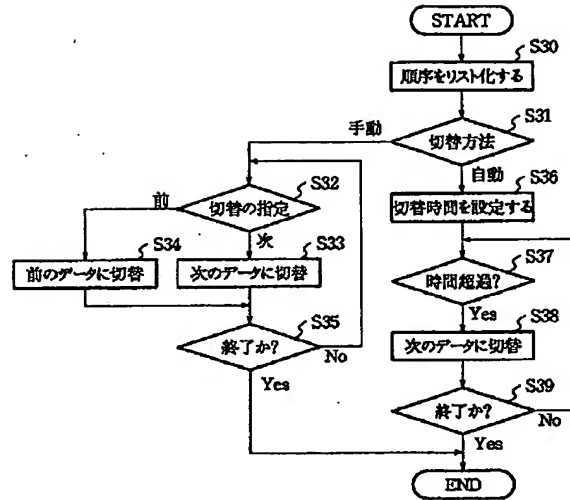 START
S30
順序をリスト化する
S31
手動
切替方法
自動
S36
S32
前
切替の指定
切替時間を設定する
次
S34
S33
S37
前のデータに切替
次のデータに切替
時間超過?
S35
Yes
S38
終了か?
No
次のデータに切替
Yes
S39
終了か?
No
Yes
END